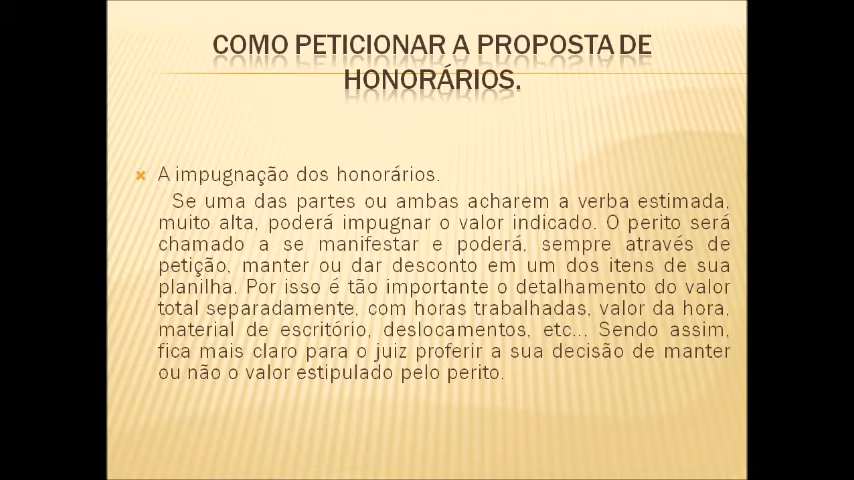 COMO PETICIONAR A PROPOSTA DE
HONORÁRIOS.
A impugnação dos honorários.
Se uma das partes ou ambas acharem a verba estimada,
muito alta, poderá impugnar o valor indicado. O perito será
chamado a se manifestar e poderá, sempre através de
petição, manter ou dar desconto em um dos itens de sua
planilha. Por isso é tão importante o detalhamento do valor
total separadamente, com horas trabalhadas, valor da hora,
material de escritório, deslocamentos, etc... Sendo assim,
fica mais claro para o juiz proferir a sua decisão de manter
ou não o valor estipulado pelo perito.